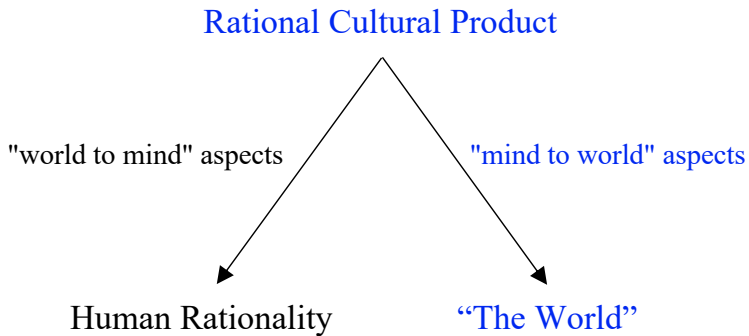 Rational Cultural Product
"world to mind" aspects
"mind to world" aspects
Human Rationality
“The World”